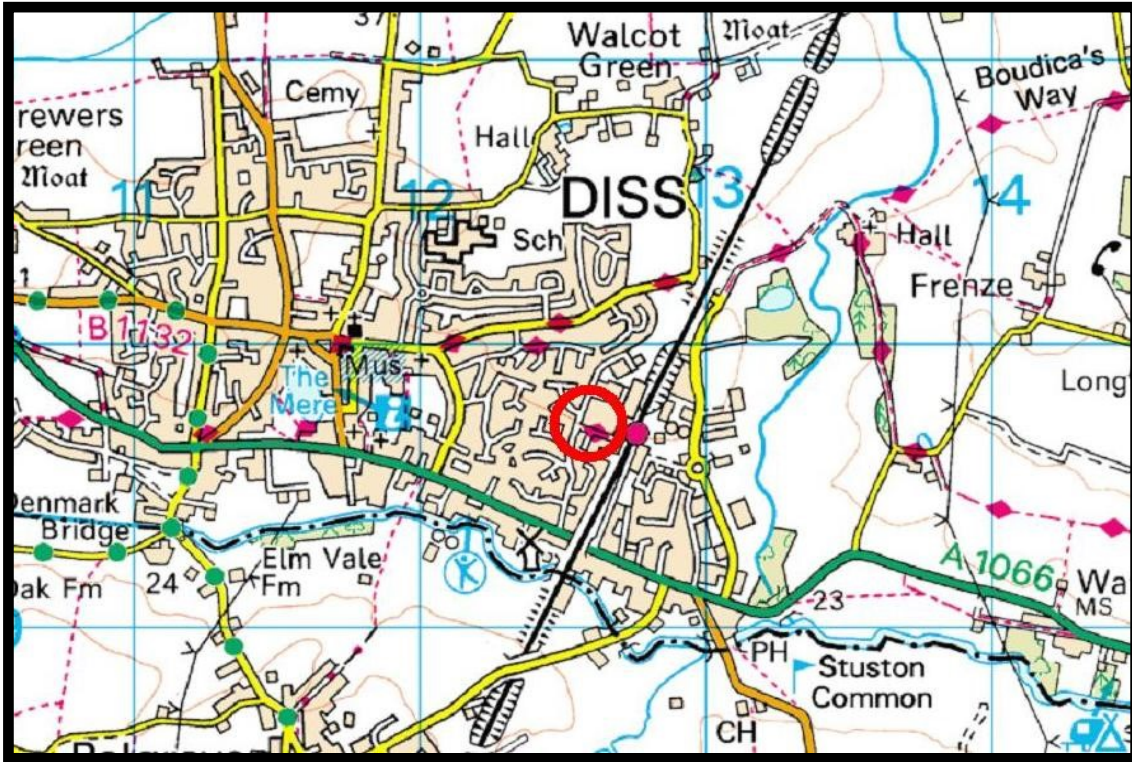 37
Walcot
Green
Moat
Boudica's
Way
Cemy
rewers
reen
Moat
Hall
11
12
DISS
13
14
Sch
Hall
Frenze
1
B 1132
Mus
The
Mere
i
Long
Denmark
Bridge
Oak Fm
24
Elm Vale
Fm
A 1066
Wa
MS
23
PH
Stuston
Common
CH